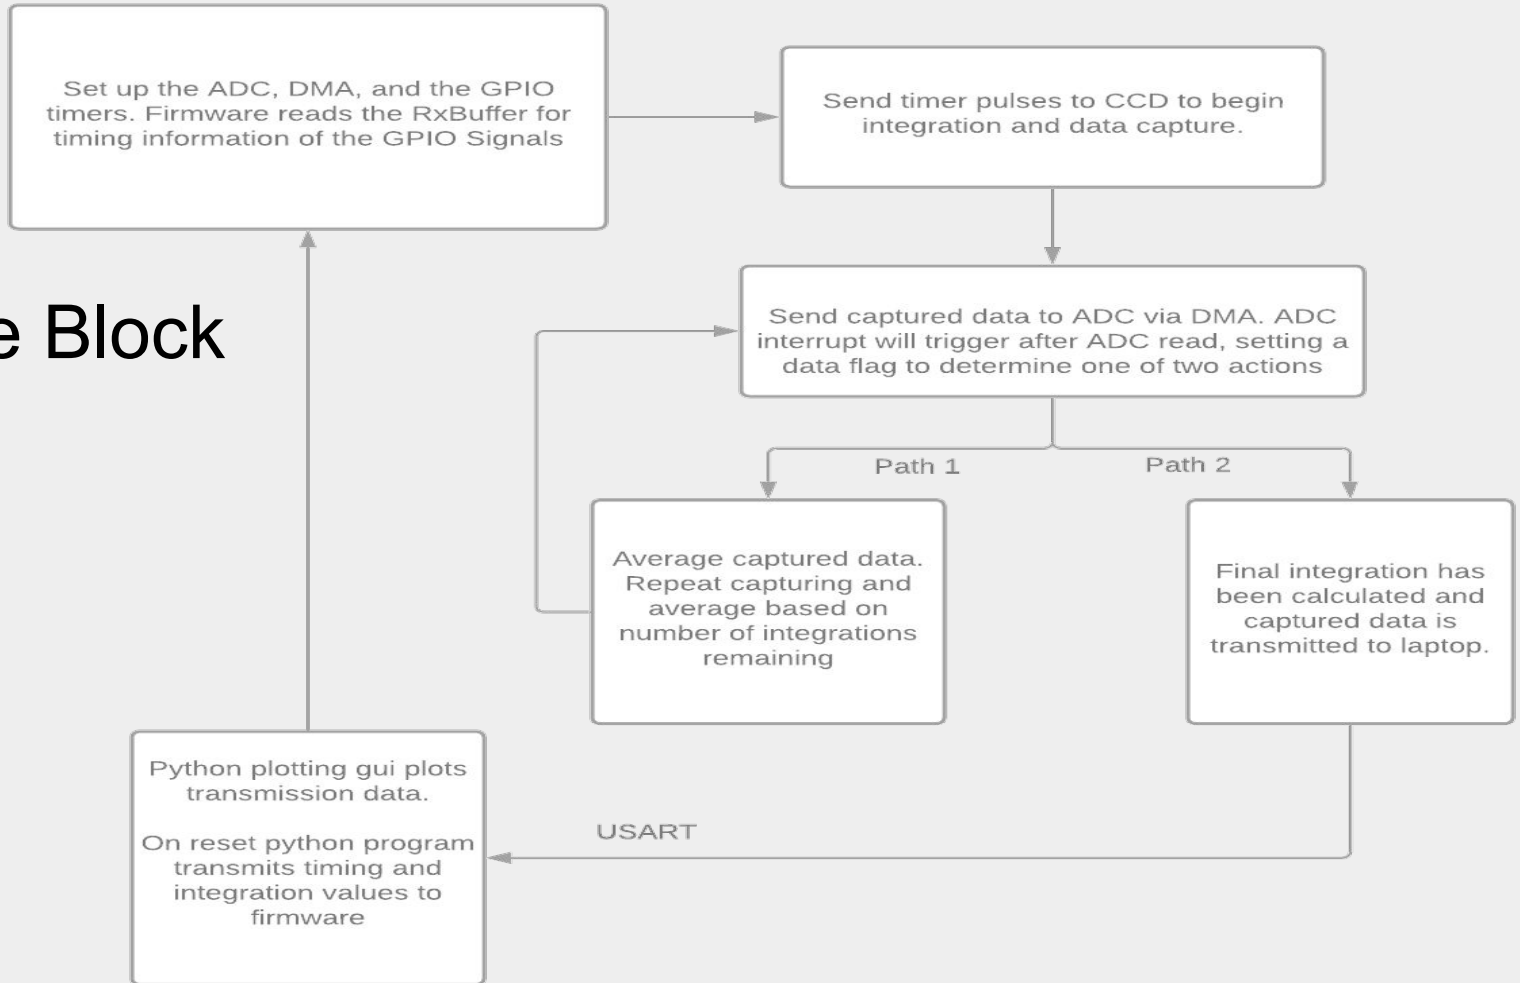 Set up the ADC, DMA, and the GPIO
timers. Firmware reads the RxBuffer for
timing information of the GPIO Signals
Send timer pulses to CCD to begin
integration and data capture.
e Block
Send captured data to ADC via DMA. ADC
interrupt will trigger after ADC read, setting a
data flag to determine one of two actions
Path 1
Path 2
Average captured data.
Repeat capturing and
average based on
number of integrations
remaining
Final integration has
been calculated and
captured data is
transmitted to laptop.
USART
Python plotting gui plots
transmission data.
On reset python program
transmits timing and
integration values to
firmware